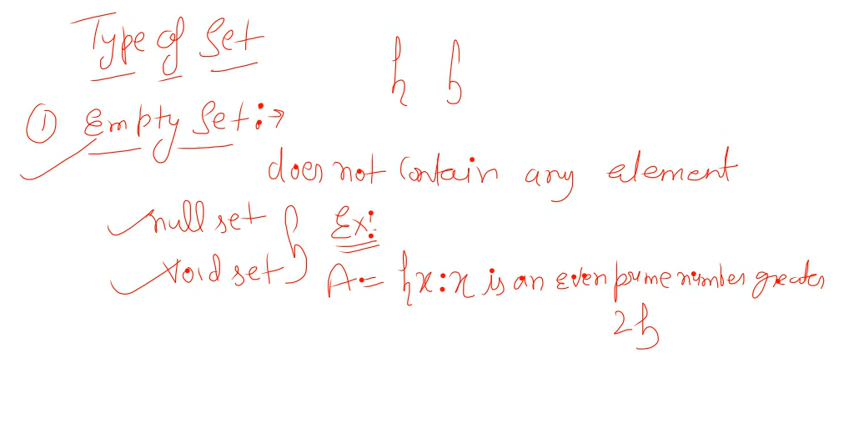 Type of Set
{ }
① Empty Set :→
does not contain any element
null set } Ex:
void set } A = {x : x is an even prime number greater
2}